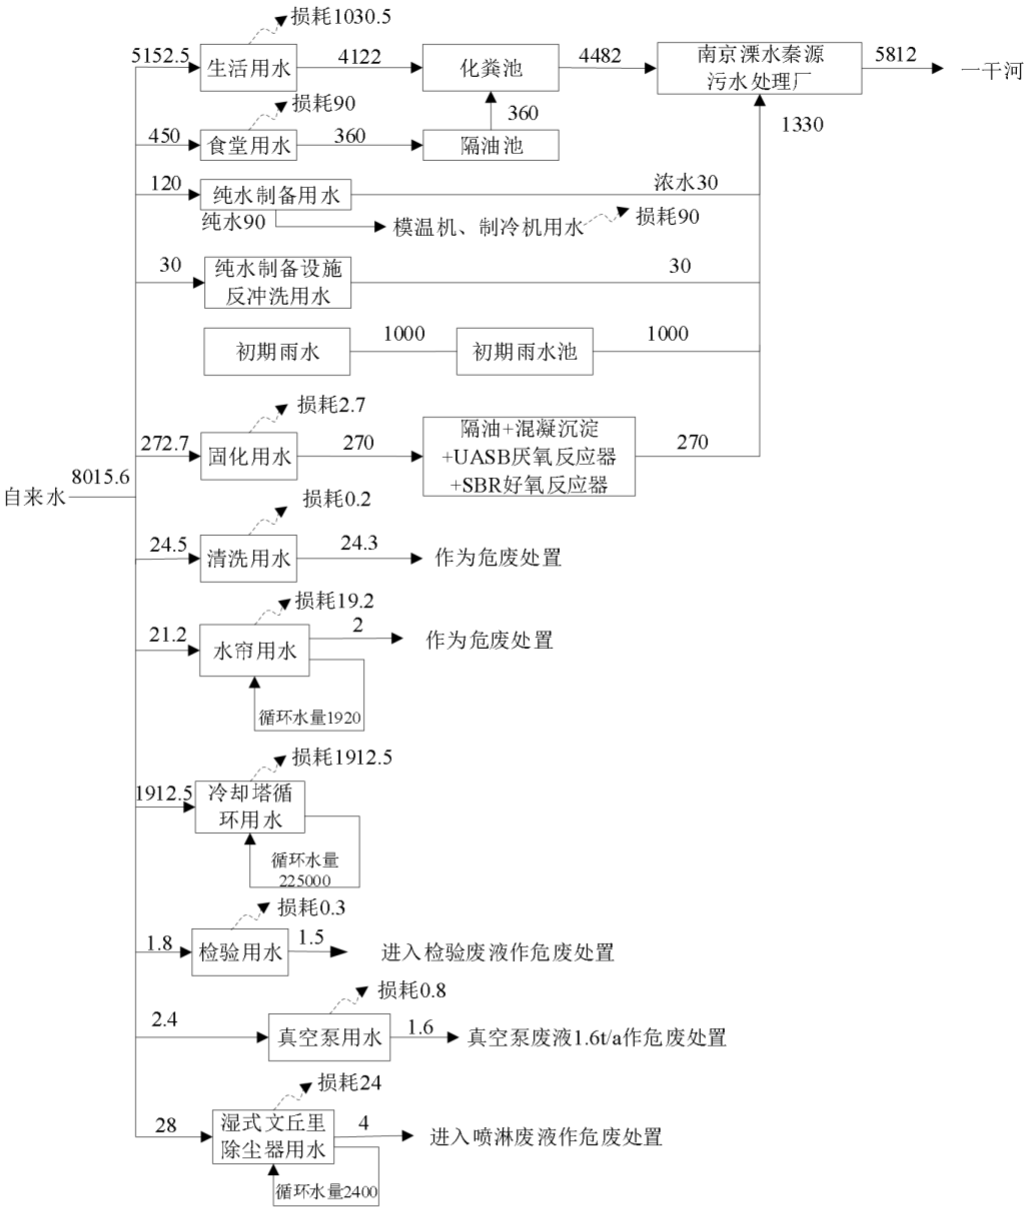 损耗1030.5
5152.5
生活用水
4122
化粪池
4482
南京溧水秦源
污水处理厂
5812
一干河
损耗90
360
1330
450
食堂用水
360
隔油池
120
纯水制备用水
浓水30
纯水90
模温机、制冷机用水
损耗90
30
纯水制备设施
反冲洗用水
30
初期雨水
1000
初期雨水池
1000
损耗2.7
272.7
固化用水
270
隔油+混凝沉淀
+UASB厌氧反应器
+SBR好氧反应器
270
自来水
8015.6
损耗0.2
24.5
清洗用水
24.3
作为危废处置
损耗19.2
21.2
水帘用水
2
作为危废处置
循环水量1920
损耗1912.5
1912.5
冷却塔循
环用水
循环水量
225000
损耗0.3
1.8
检验用水
1.5
进入检验废液作危废处置
损耗0.8
2.4
真空泵用水
1.6
真空泵废液1.6t/a作危废处置
损耗24
28
湿式文丘里
除尘器用水
4
进入喷淋废液作危废处置
循环水量2400